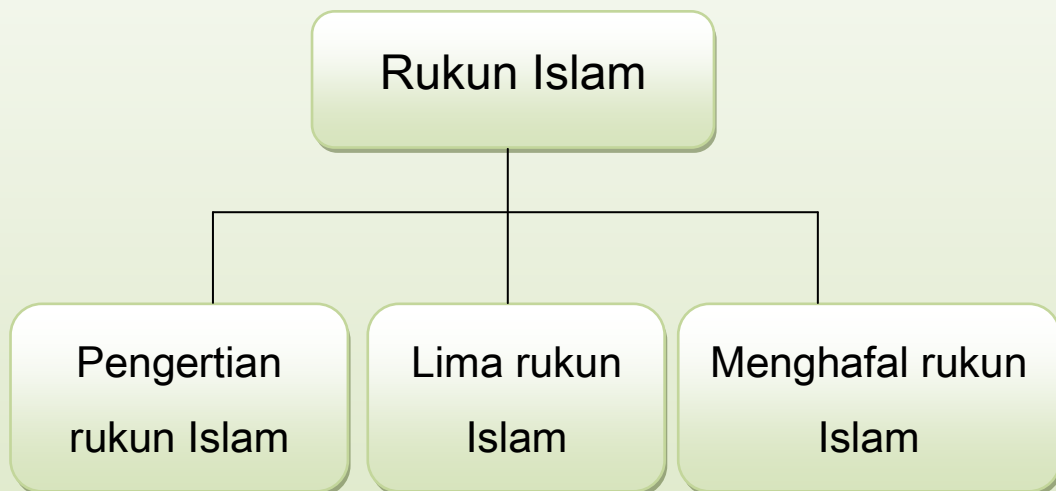 Rukun Islam
Pengertian
rukun Islam
Lima rukun
Islam
Menghafal rukun
Islam